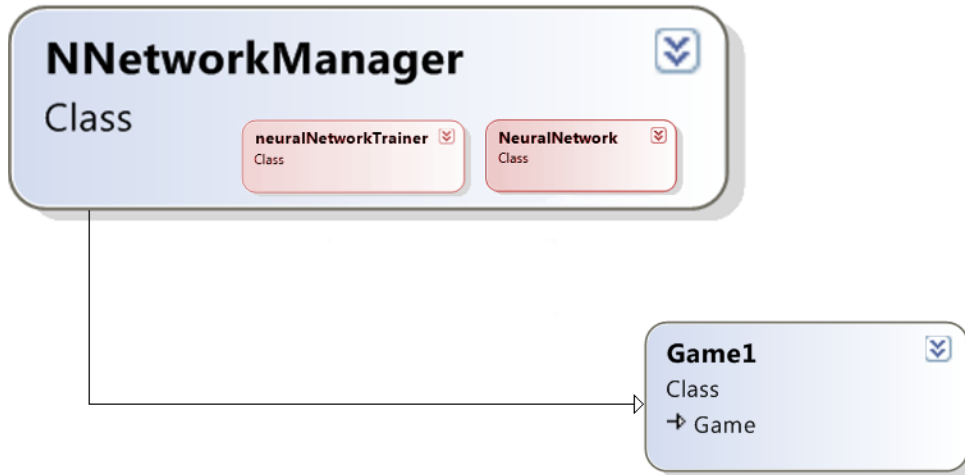 NNetworkManager
Class
neuralNetworkTrainer
Class
NeuralNetwork
Class
Game1
Class
Game